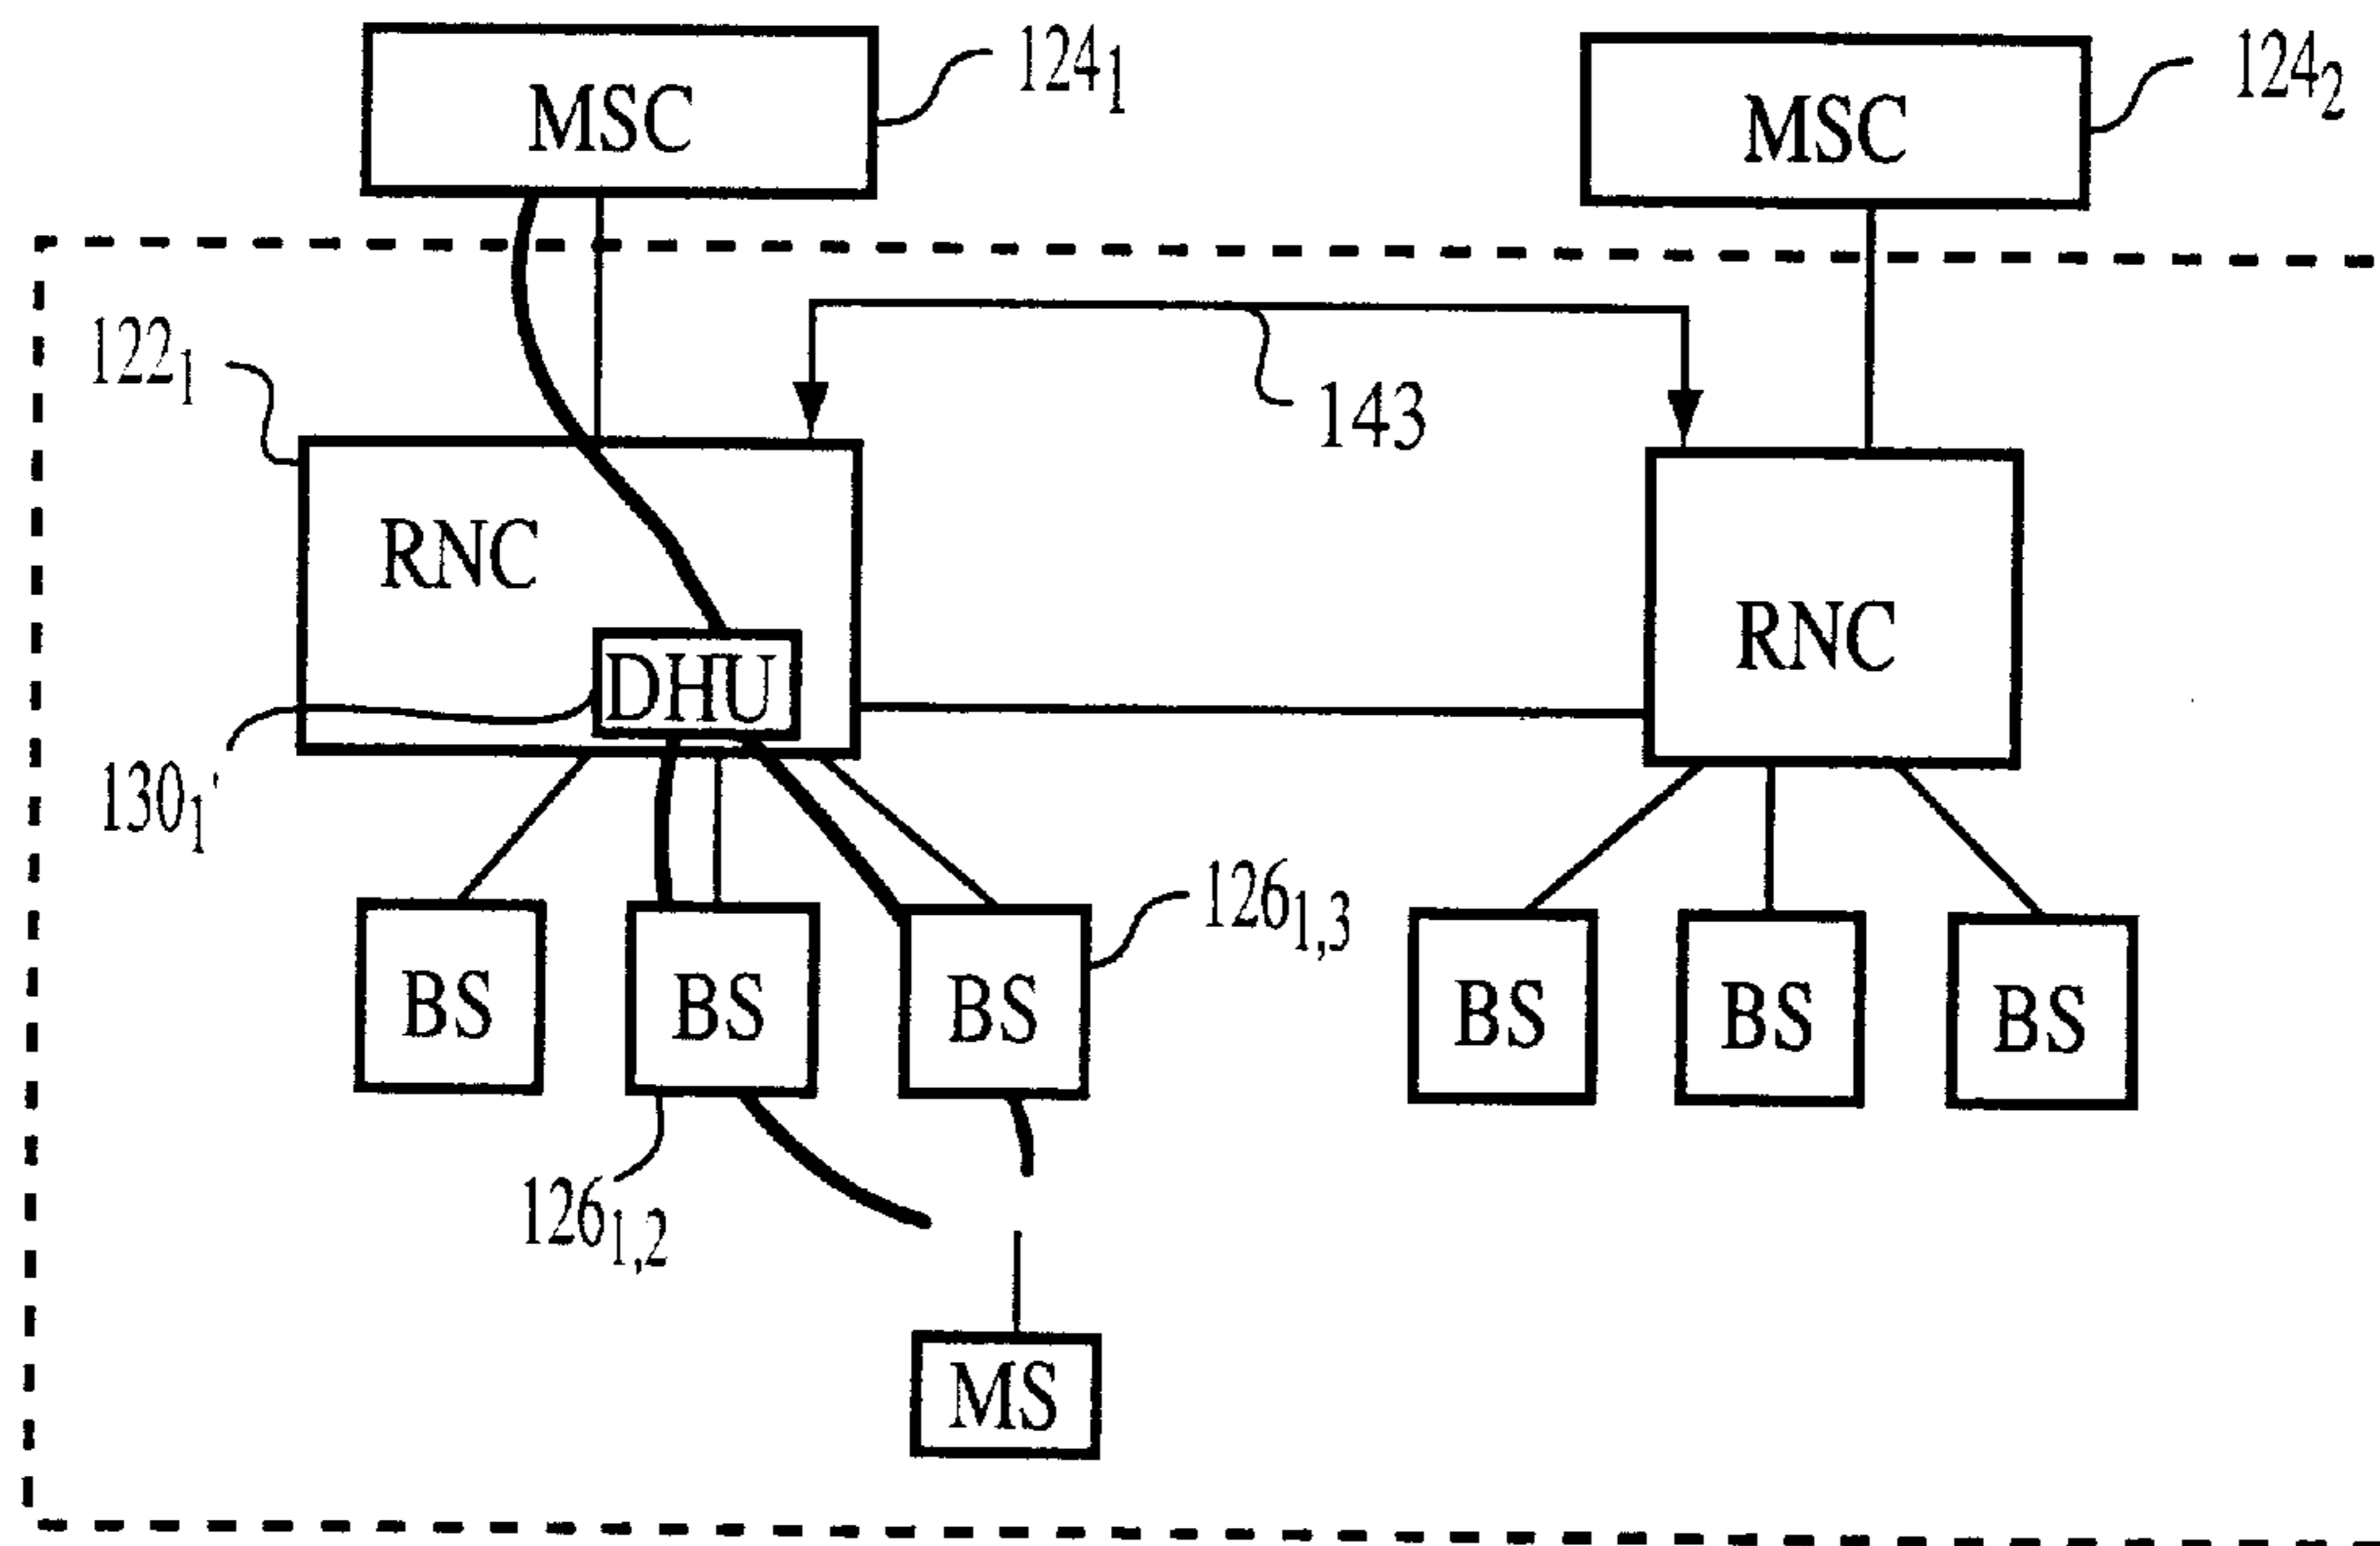 MSC
124₁
MSC
124₂
122₁
143
RNC
DHU
RNC
130₁'
BS
BS
BS
126₁,₃
BS
BS
BS
126₁,₂
MS